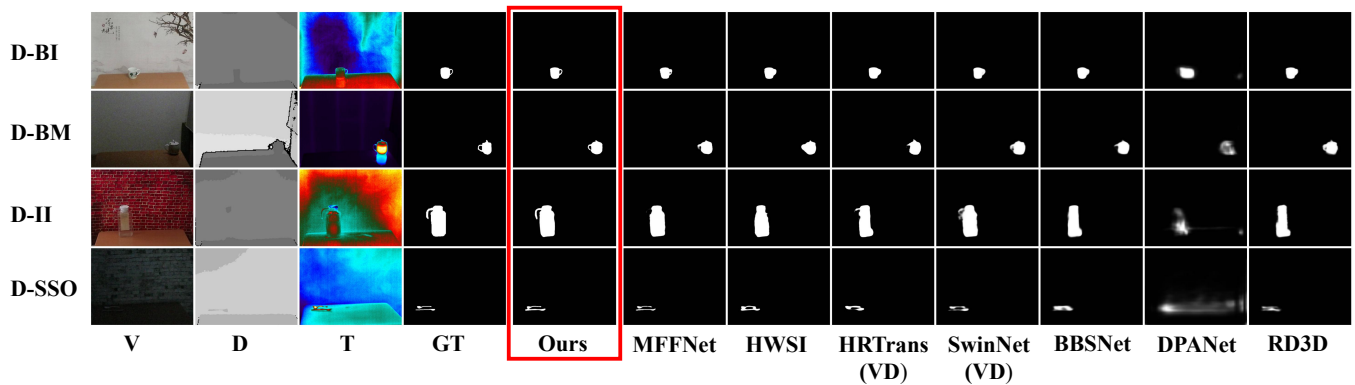 D-BI
D-BM
D-II
D-SSO
V D T GT Ours MFFNet HWSI HRTrans SwinNet BBSNet DPANet RD3D
(VD) (VD)